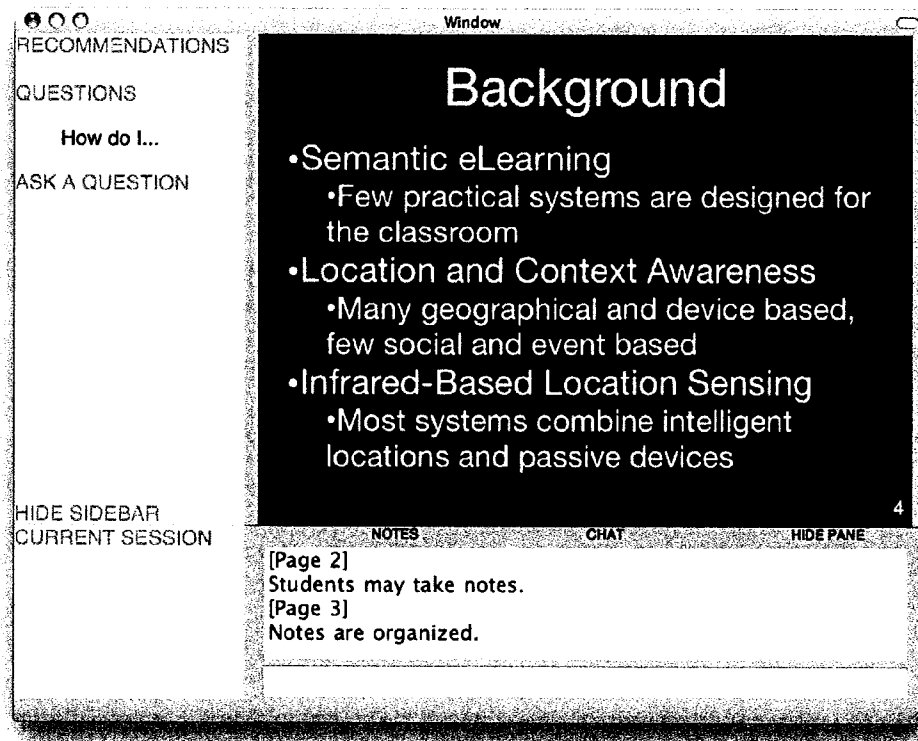 Window
RECOMMENDATIONS
QUESTIONS
How do I...
ASK A QUESTION
HIDE SIDEBAR
CURRENT SESSION
Background
•Semantic eLearning
•Few practical systems are designed for
the classroom
•Location and Context Awareness
•Many geographical and device based,
few social and event based
•Infrared-Based Location Sensing
•Most systems combine intelligent
locations and passive devices
4
NOTES
CHAT
HIDE PANE
[Page 2]
Students may take notes.
[Page 3]
Notes are organized.